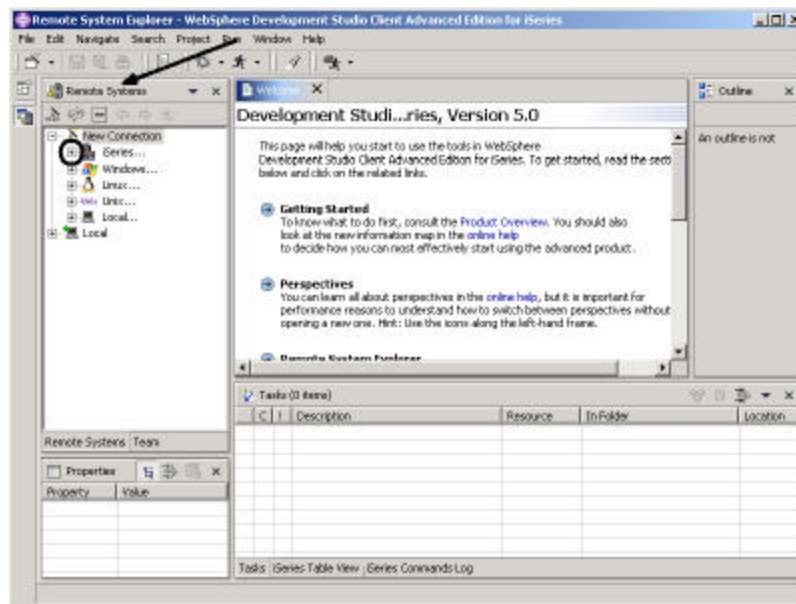 Remote System Explorer - WebSphere Development Studio Client Advanced Edition for iSeries
File Edit Navigate Search Project Run Window Help
Remote Systems
New Connection
iSeries...
Windows...
Linux...
Unix Unix...
Local...
Local
Remote Systems Team
Properties
Property Value
Welcome
Development Studi...ries, Version 5.0
This page will help you start to use the tools in WebSphere
Development Studio Client Advanced Edition for iSeries. To get started, read the secti
below and click on the related links.
Getting Started
To know what to do first, consult the Product Overview. You should also
look at the new information map in the online help
to decide how you can most effectively start using the advanced product.
Perspectives
You can learn all about perspectives in the online help, but it is important for
performance reasons to understand how to switch between perspectives without
opening a new one. Hint: Use the icons along the left-hand frame.
Remote System Explorer
Outline
An outline is not
Tasks (0 items)
C ! Description Resource In Folder Location
Tasks iSeries Table View iSeries Commands Log